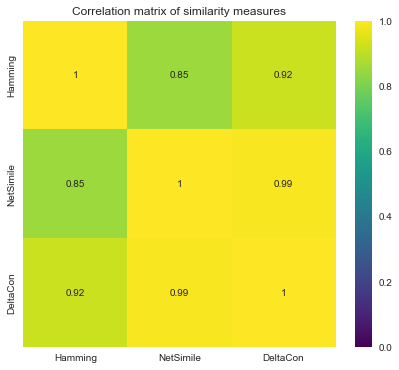 Correlation matrix of similarity measures
Hamming
1
0.85
0.92
1.0
0.8
0.6
0.4
0.2
0.0
NetSimile
0.85
1
0.99
DeltaCon
0.92
0.99
1
Hamming
NetSimile
DeltaCon